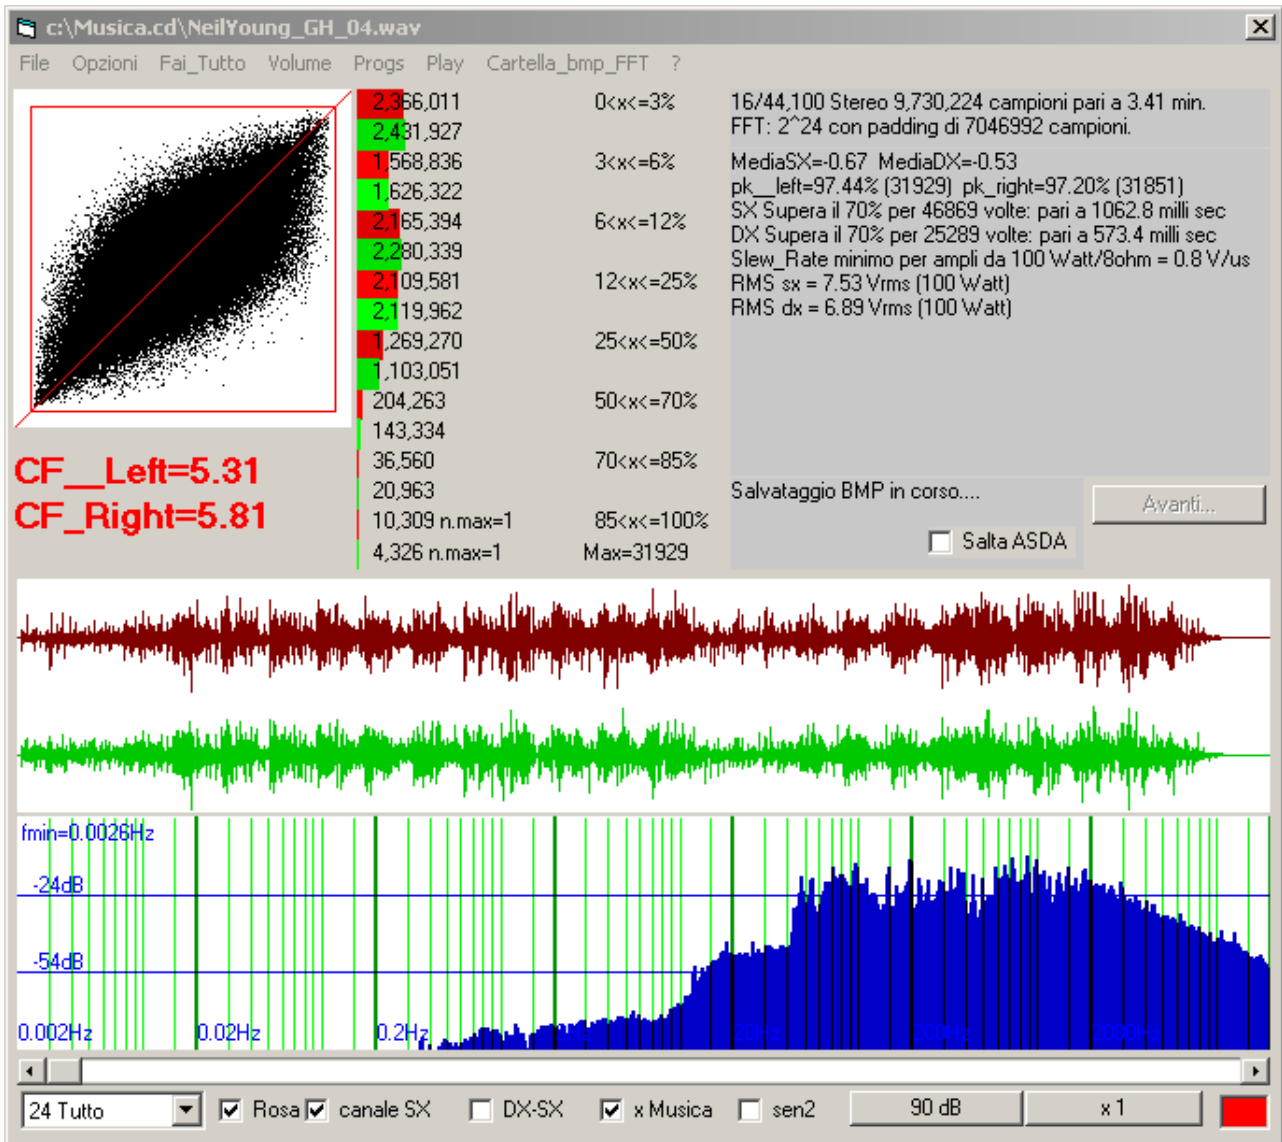 c:\Musica.cd\NeilYoung_GH_04.wav
File Opzioni Fai_Tutto Volume Progs Play Cartella_bmp_FFT ?
2,366,011 0<x<=3%
2,431,927
1,568,836 3<x<=6%
1,626,322
2,165,394 6<x<=12%
2,280,339
2,109,581 12<x<=25%
2,119,962
1,269,270 25<x<=50%
1,103,051
204,263 50<x<=70%
143,334
36,560 70<x<=85%
20,963
10,309 n.max=1 85<x<=100%
4,326 n.max=1 Max=31929
16/44,100 Stereo 9,730,224 campioni pari a 3.41 min.
FFT: 2^24 con padding di 7046992 campioni.
MediaSX=-0.67 MediaDX=-0.53
pk__left=97.44% (31929) pk_right=97.20% (31851)
SX Supera il 70% per 46869 volte: pari a 1062.8 milli sec
DX Supera il 70% per 25289 volte: pari a 573.4 milli sec
Slew_Rate minimo per ampli da 100 Watt/8ohm = 0.8 V/us
RMS sx = 7.53 Vrms (100 Watt)
RMS dx = 6.89 Vrms (100 Watt)
CF__Left=5.31
CF_Right=5.81
Salvataggio BMP in corso....
Avanti...
Salta ASDA
fmin=0.0026Hz
-24dB
-54dB
0.002Hz 0.02Hz 0.2Hz 20Hz 200Hz 2000Hz
24 Tutto Rosa canale SX DX-SX x Musica sen2 90 dB x 1